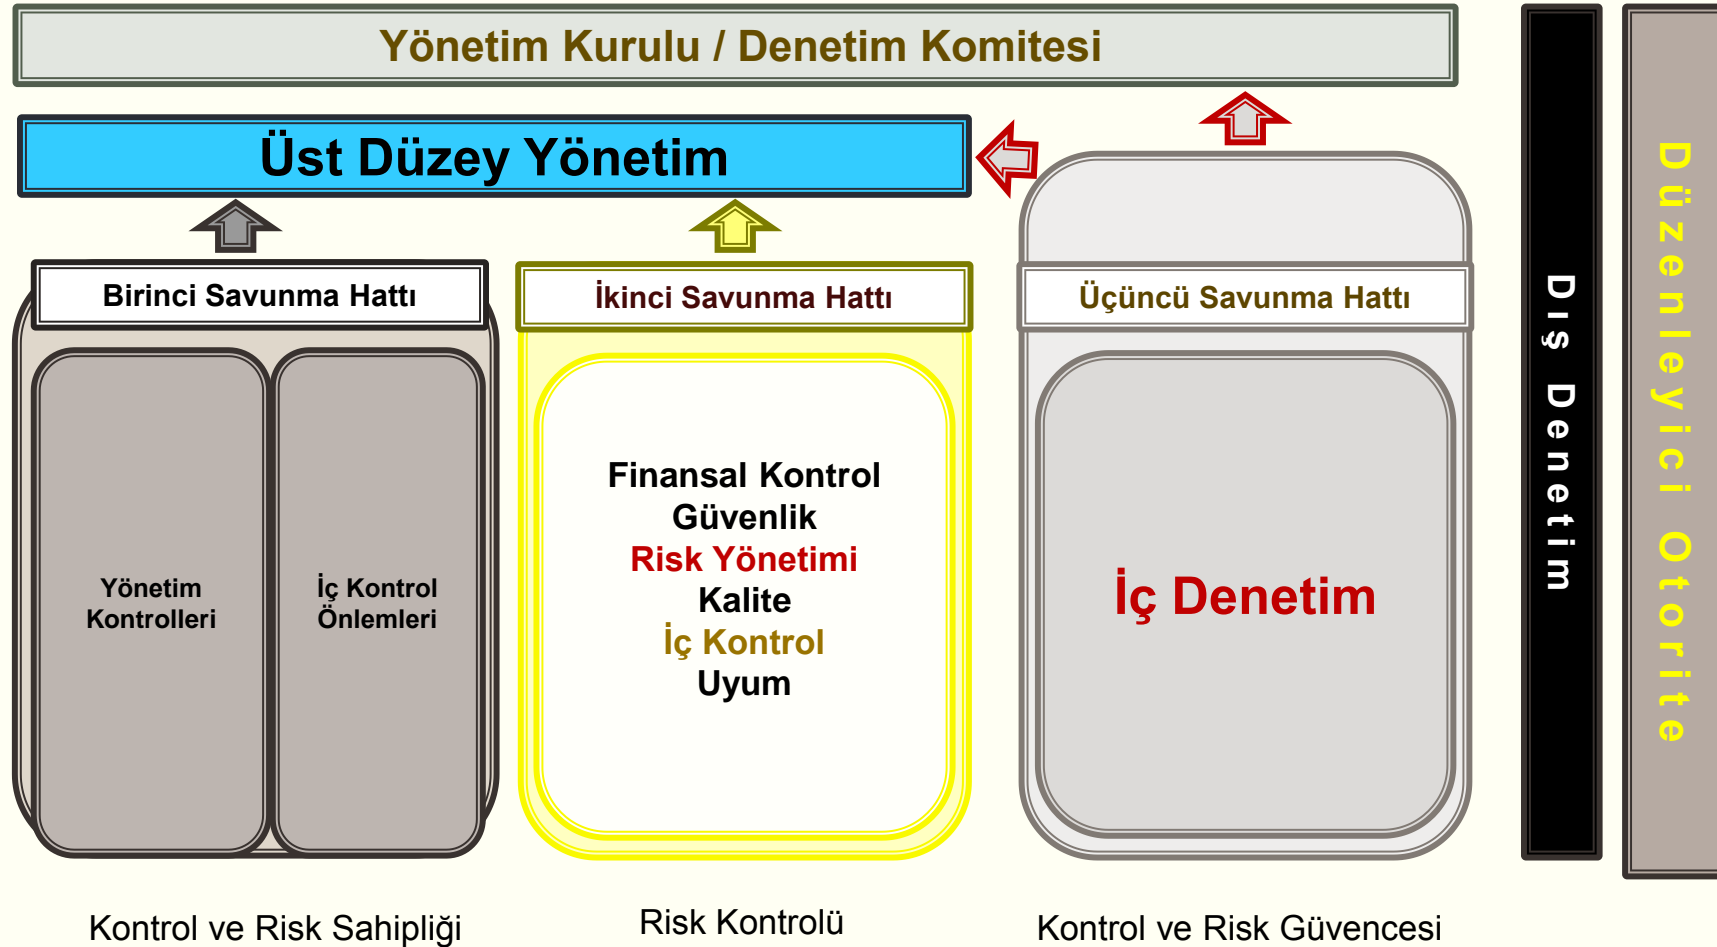 Yönetim Kurulu / Denetim Komitesi
Üst Düzey Yönetim
Birinci Savunma Hattı
Yönetim
Kontrolleri
İç Kontrol
Önlemleri
Kontrol ve Risk Sahipliği
İkinci Savunma Hattı
Finansal Kontrol
Güvenlik
Risk Yönetimi
Kalite
İç Kontrol
Uyum
Risk Kontrolü
Üçüncü Savunma Hattı
İç Denetim
Kontrol ve Risk Güvencesi
Dış Denetim
Düzenleyici Otorite